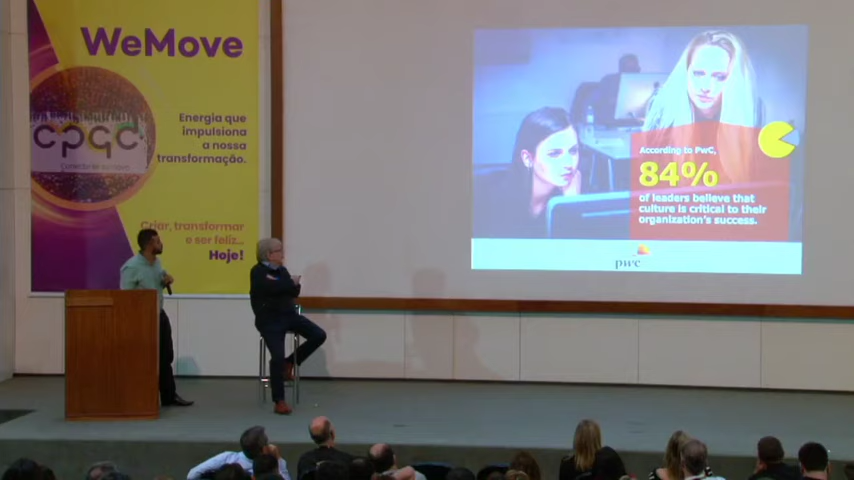 WeMove
cpqd
Energia que
impulsiona
a nossa
transformação.
Criar, transformar
e ser feliz...
Hoje!
According to PwC,
84%
of leaders believe that
culture is critical to their
organization's success.
pwc